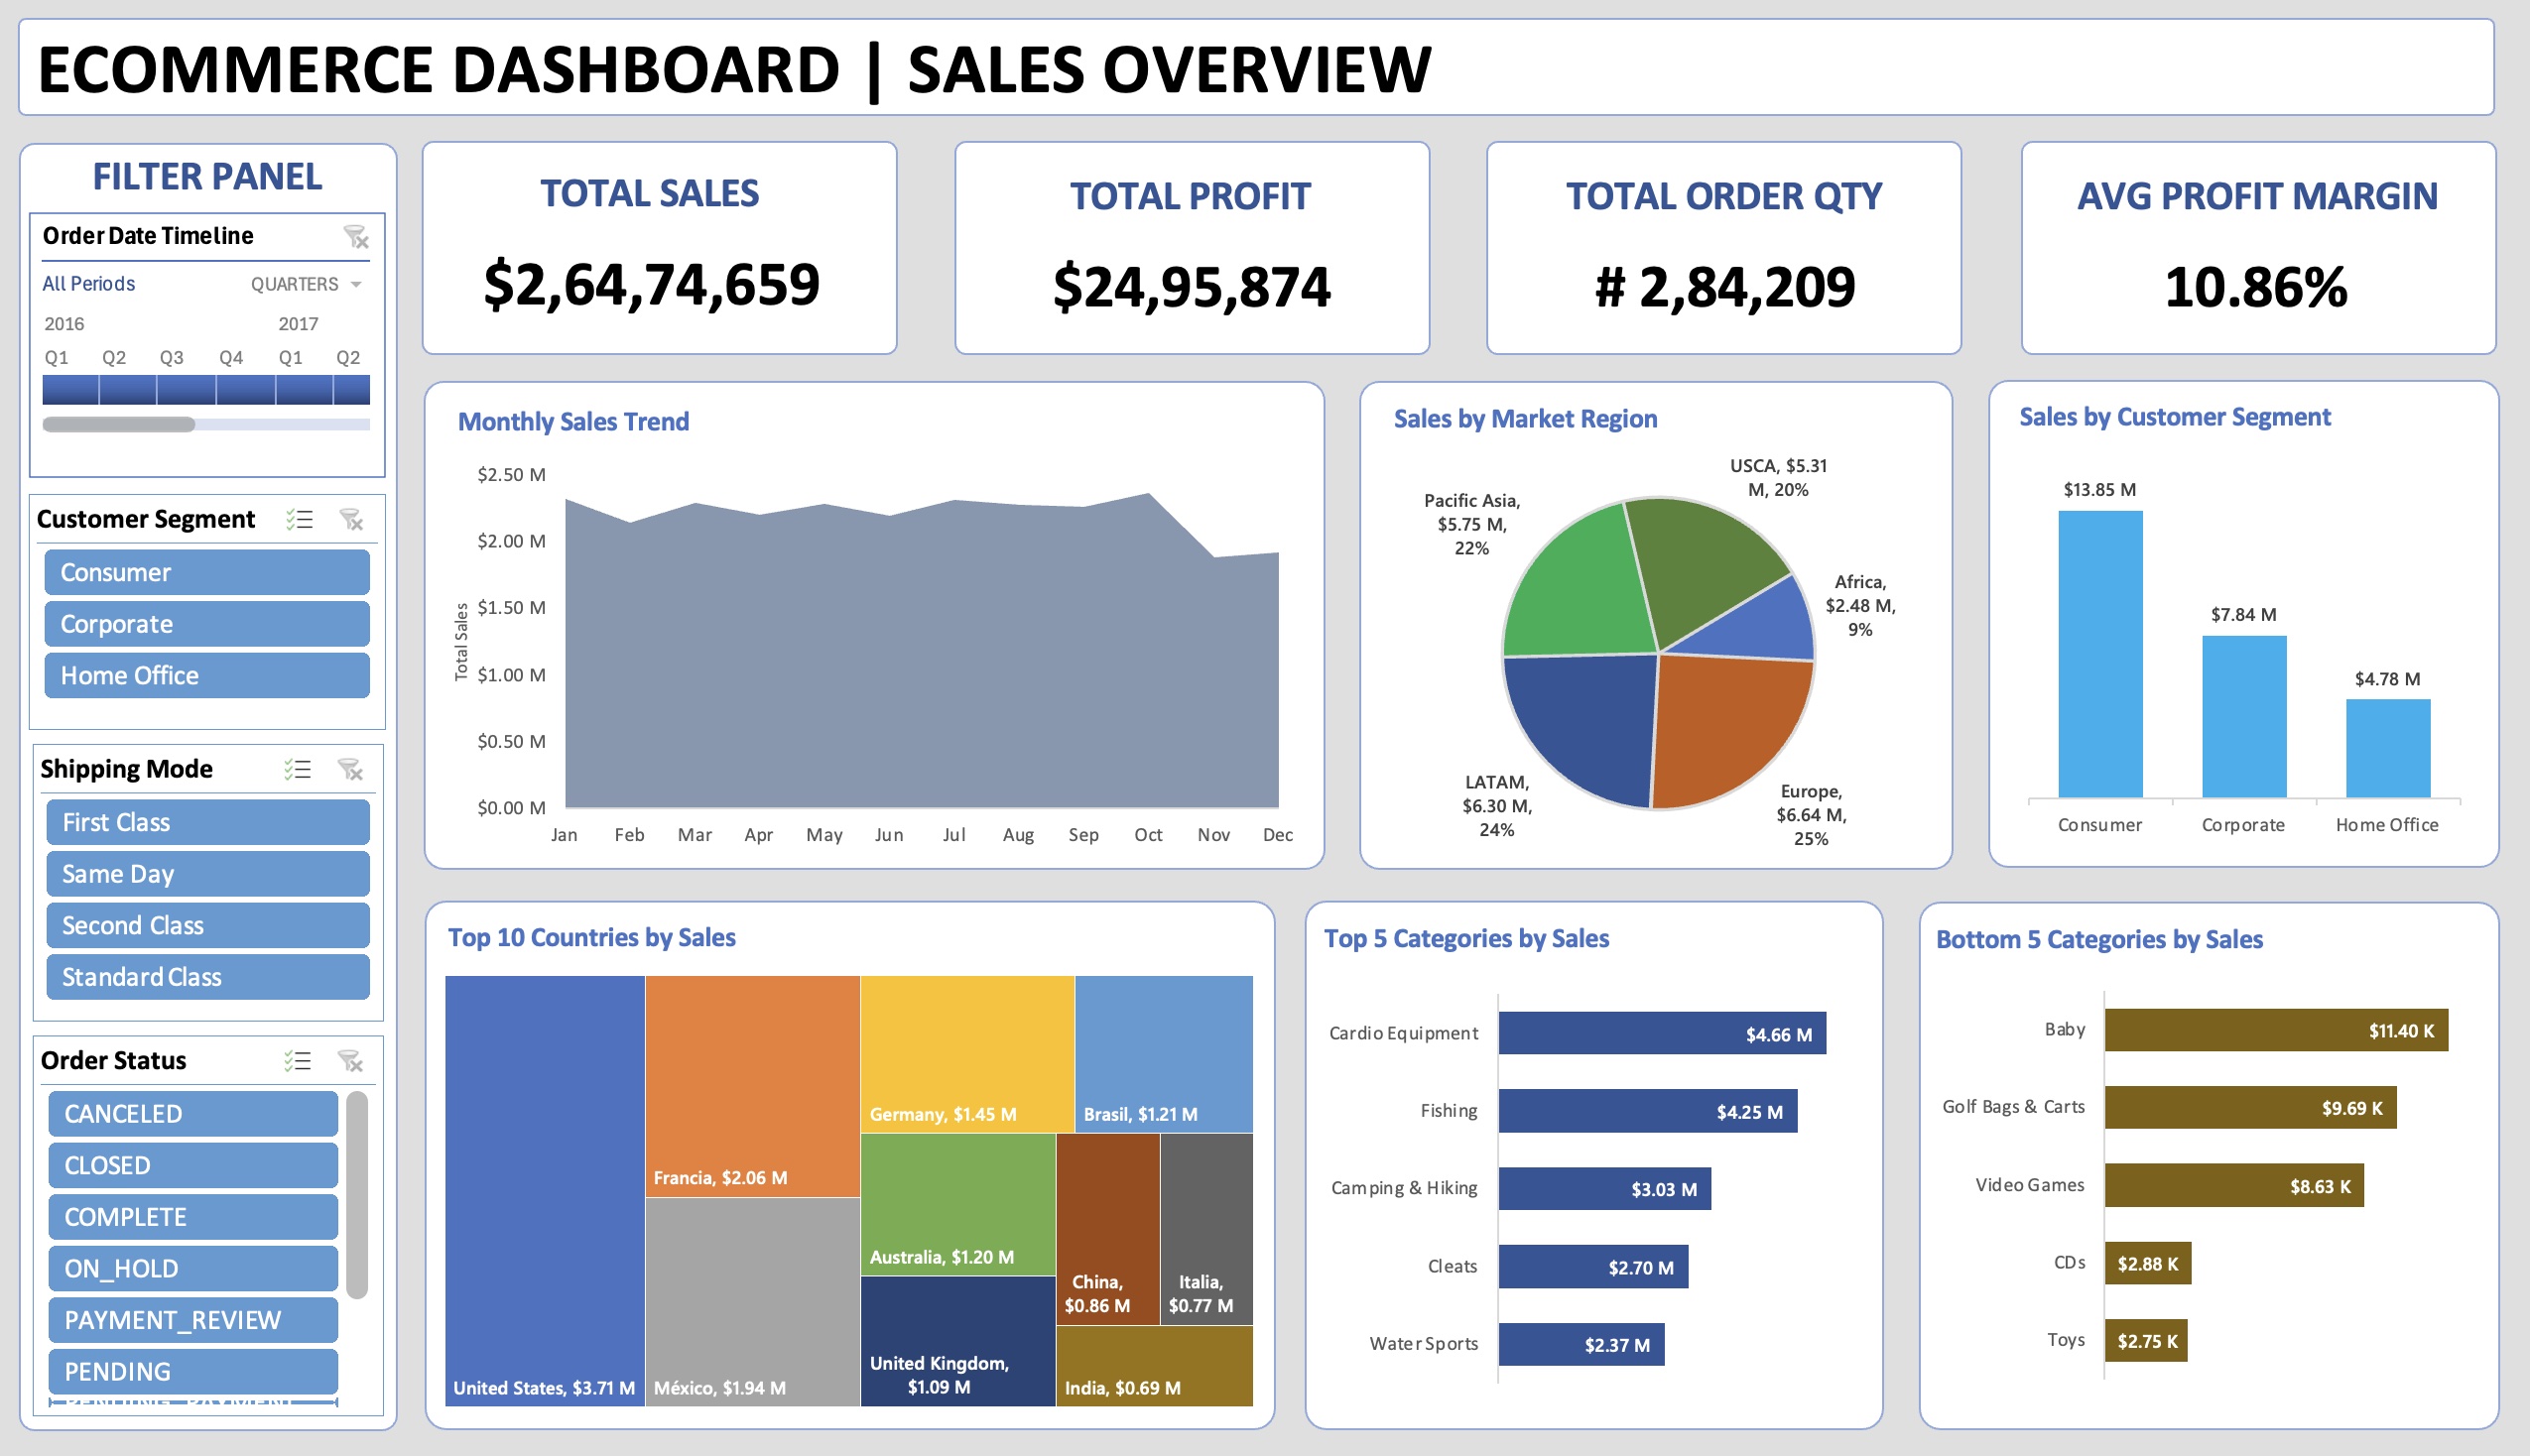 ECOMMERCE DASHBOARD | SALES OVERVIEW
FILTER PANEL
Order Date Timeline
All Periods QUARTERS
2016 2017
Q1 Q2 Q3 Q4 Q1 Q2
Customer Segment
Consumer
Corporate
Home Office
Shipping Mode
First Class
Same Day
Second Class
Standard Class
Order Status
CANCELED
CLOSED
COMPLETE
ON_HOLD
PAYMENT_REVIEW
PENDING
TOTAL SALES
$2,64,74,659
TOTAL PROFIT
$24,95,874
TOTAL ORDER QTY
# 2,84,209
AVG PROFIT MARGIN
10.86%
Monthly Sales Trend
Total Sales
$2.50 M
$2.00 M
$1.50 M
$1.00 M
$0.50 M
$0.00 M
Jan Feb Mar Apr May Jun Jul Aug Sep Oct Nov Dec
Sales by Market Region
USCA, $5.31
M, 20%
Pacific Asia,
$5.75 M,
22%
Africa,
$2.48 M,
9%
LATAM,
$6.30 M,
24%
Europe,
$6.64 M,
25%
Sales by Customer Segment
$13.85 M
$7.84 M
$4.78 M
Consumer Corporate Home Office
Top 10 Countries by Sales
United States, $3.71 M
Francia, $2.06 M
México, $1.94 M
Germany, $1.45 M
Brasil, $1.21 M
Australia, $1.20 M
United Kingdom,
$1.09 M
China,
$0.86 M
Italia,
$0.77 M
India, $0.69 M
Top 5 Categories by Sales
Cardio Equipment $4.66 M
Fishing $4.25 M
Camping & Hiking $3.03 M
Cleats $2.70 M
Water Sports $2.37 M
Bottom 5 Categories by Sales
Baby $11.40 K
Golf Bags & Carts $9.69 K
Video Games $8.63 K
CDs $2.88 K
Toys $2.75 K